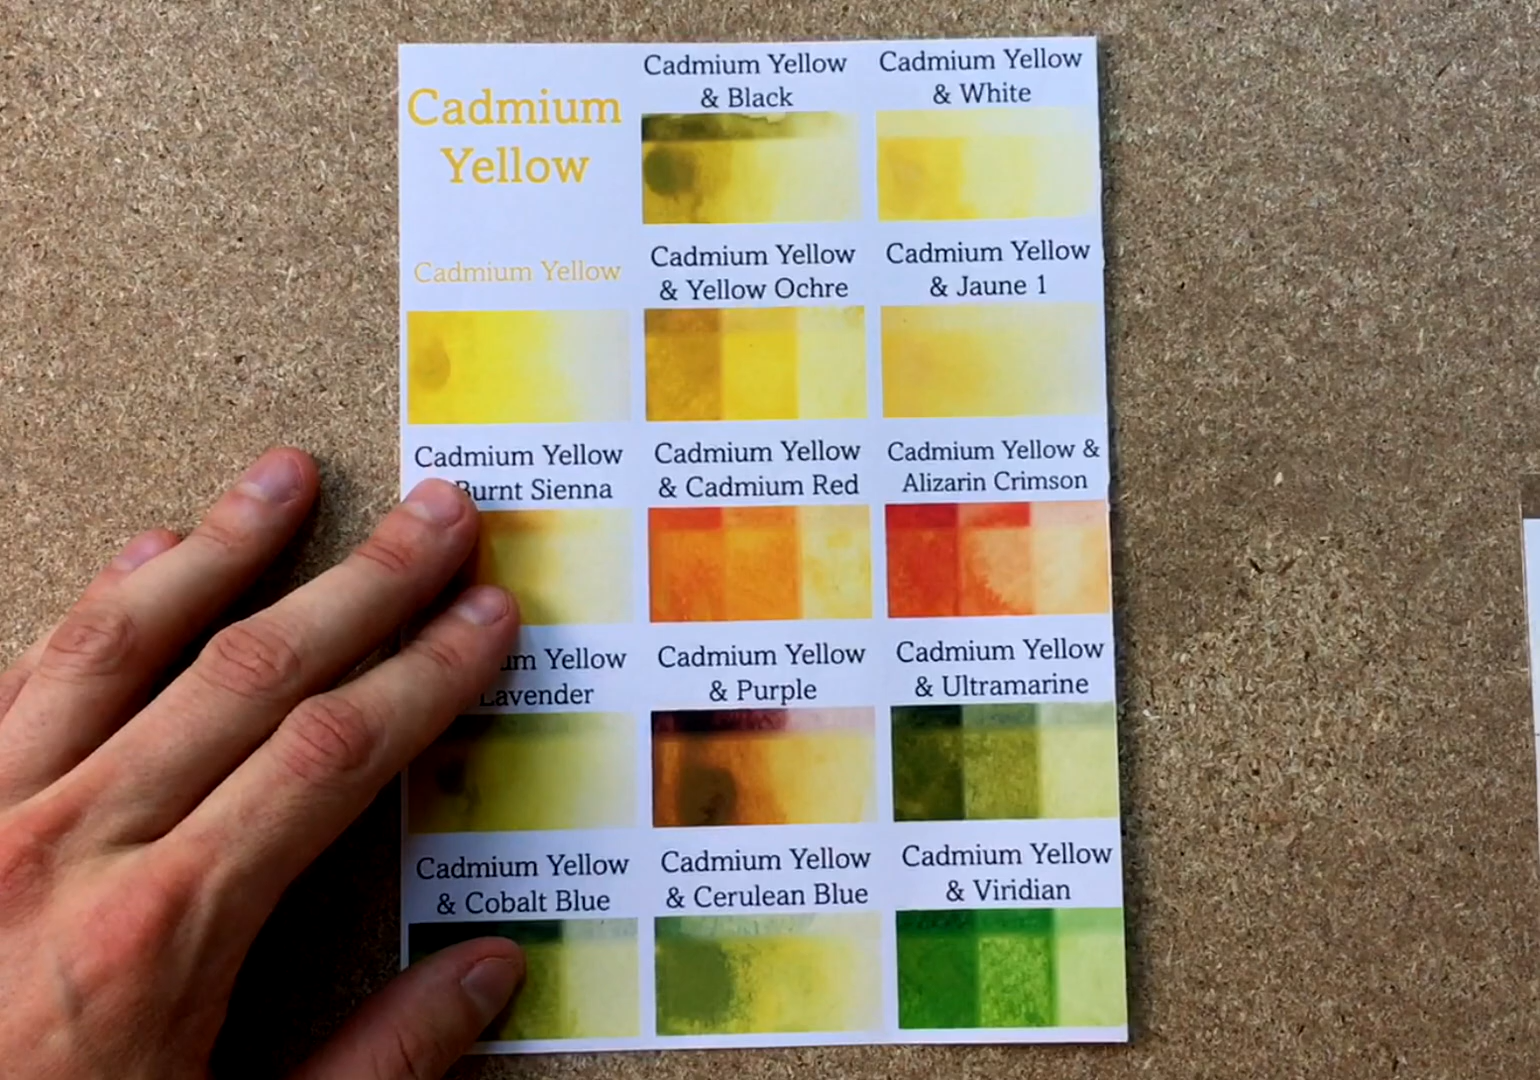 Cadmium
Yellow
Cadmium Yellow
& Black
Cadmium Yellow
& White
Cadmium Yellow
Cadmium Yellow
& Yellow Ochre
Cadmium Yellow
& Jaune 1
Cadmium Yellow
Burnt Sienna
Cadmium Yellow
& Cadmium Red
Cadmium Yellow &
Alizarin Crimson
Yellow
Lavender
Cadmium Yellow
& Purple
Cadmium Yellow
& Ultramarine
Cadmium Yellow
& Cobalt Blue
Cadmium Yellow
& Cerulean Blue
Cadmium Yellow
& Viridian